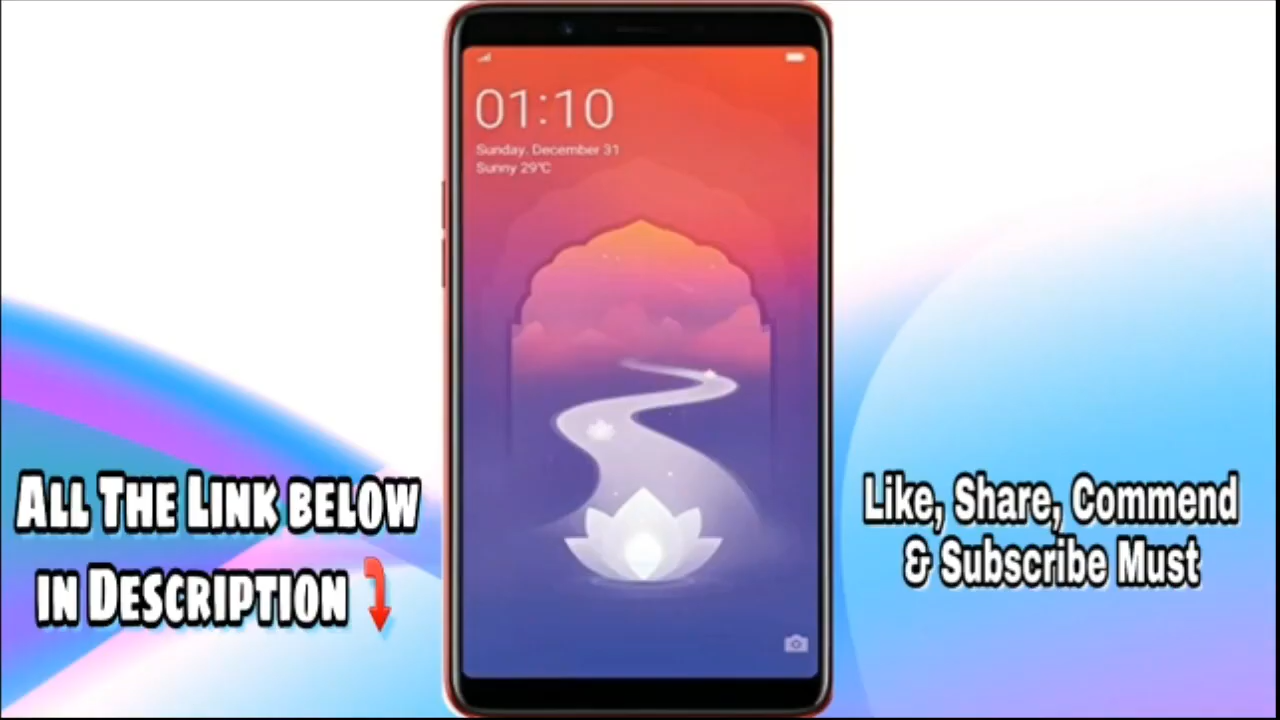 01:10
Sunday. December 31
Sunny 29℃
All The Link below
in Description
Like, Share, Commend
& Subscribe Must